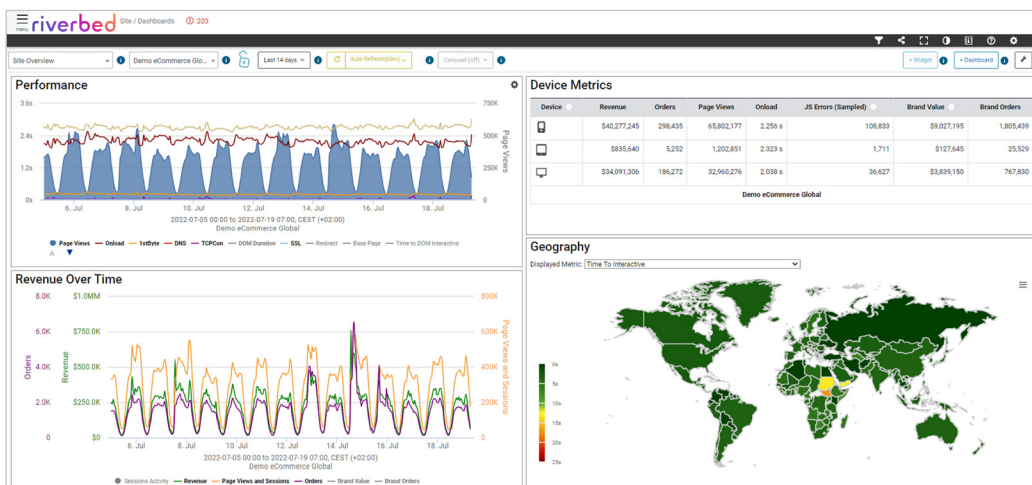 menu
riverbed
Site / Dashboards
203
Site Overview
Demo eCommerce Glo...
Last 14 days
Auto Refresh(60m)
Carousel (off)
+ Widget
+ Dashboard
Performance
3.6s
2.4s
1.2s
0s
750K
500K
250K
0
Page Views
6. Jul
8. Jul
10. Jul
12. Jul
14. Jul
16. Jul
18. Jul
2022-07-05 00:00 to 2022-07-19 07:00, CEST (+02:00)
Demo eCommerce Global
Page Views Onload 1stByte DNS TCPCon DOM Duration SSL Redirect Base Page Time to DOM Interactive
Revenue Over Time
8.0K
6.0K
4.0K
2.0K
0
Orders
$1.0MM
$750.0K
$500.0K
$250.0K
$0
Revenue
800K
600K
400K
200K
0
Page Views and Sessions
6. Jul
8. Jul
10. Jul
12. Jul
14. Jul
16. Jul
18. Jul
2022-07-05 00:00 to 2022-07-19 07:00, CEST (+02:00)
Demo eCommerce Global
Sessions Activity Revenue Page Views and Sessions Orders Brand Value Brand Orders
Device Metrics
Device Revenue Orders Page Views Onload JS Errors (Sampled) Brand Value Brand Orders
$40,277,245 298,435 65,802,177 2.256 s 108,833 $9,027,195 1,805,439
$835,640 5,252 1,202,851 2.323 s 1,711 $127,645 25,529
$34,091,306 186,272 32,960,276 2.038 s 36,627 $3,839,150 767,830
Demo eCommerce Global
Geography
Displayed Metric: Time To Interactive
0s
5s
10s
15s
20s
25s